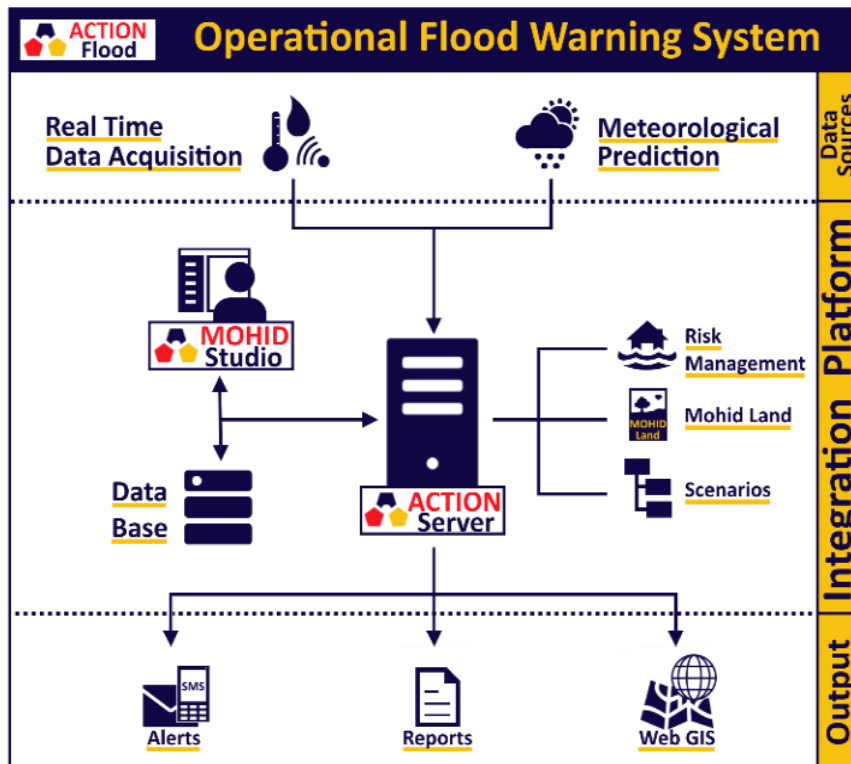 ACTION
Flood
Operational Flood Warning System
Real Time
Data Acquisition
Meteorological
Prediction
Data
Sources
MOHID
Studio
Risk
Management
MOHID
Land
Mohid Land
Scenarios
Data
Base
ACTION
Server
Integration Platform
SMS
Alerts
Reports
Web GIS
Output